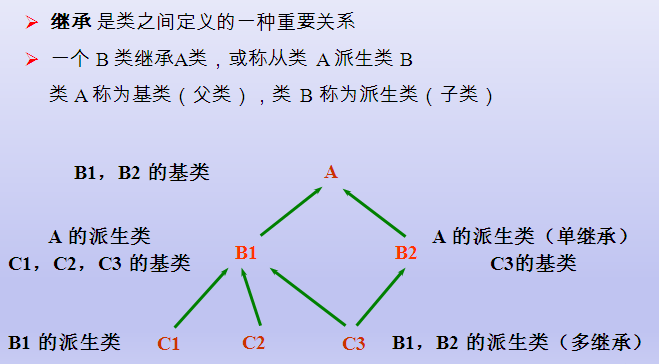 继承 是类之间定义的一种重要关系
一个 B 类继承A类，或称从类 A 派生类 B
类 A 称为基类（父类），类 B 称为派生类（子类）
B1，B2 的基类
A
A 的派生类
C1，C2，C3 的基类
B1
B2
A 的派生类（单继承）
C3的基类
B1 的派生类
C1
C2
C3
B1，B2 的派生类（多继承）